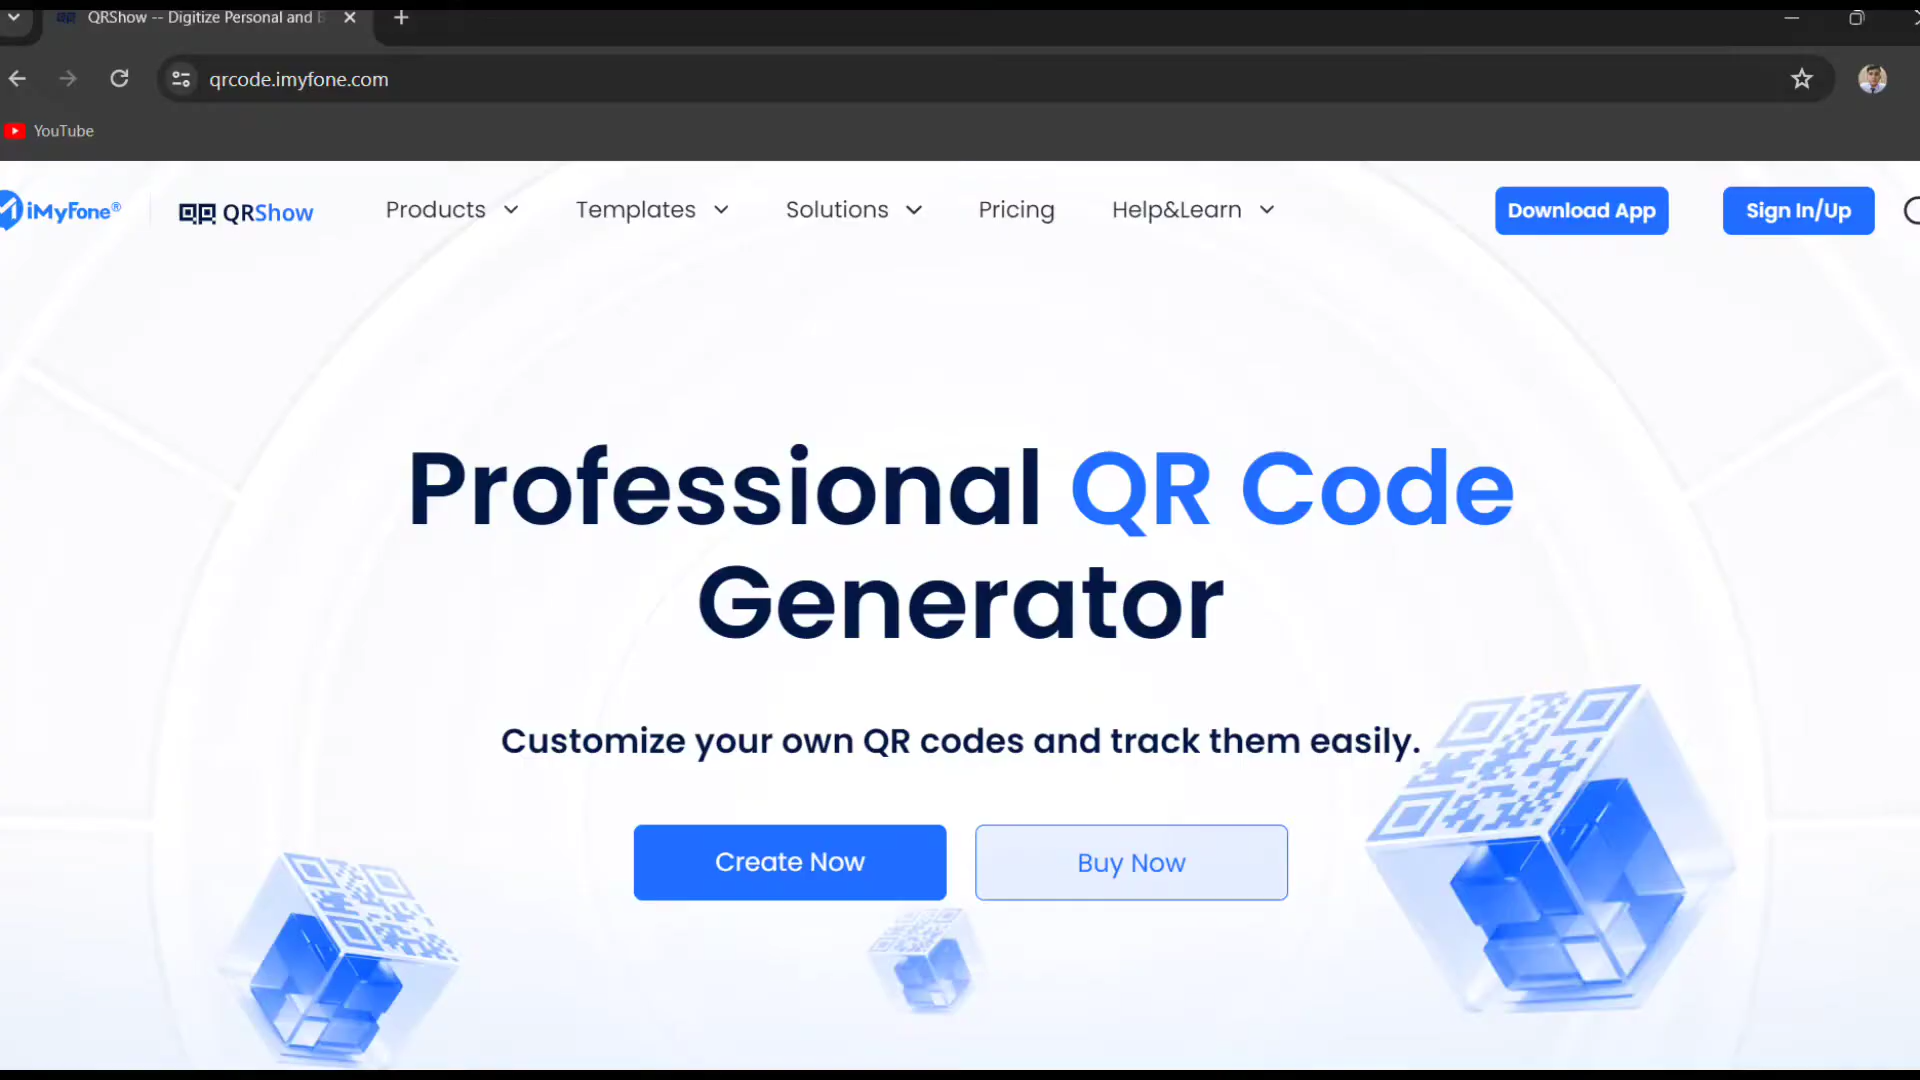 QRShow -- Digitize Personal and
qrcode.imyfone.com
YouTube
iMyFone®
QRShow
Products
Templates
Solutions
Pricing
Help&Learn
Download App
Sign In/Up
Professional QR Code
Generator
Customize your own QR codes and track them easily.
Create Now
Buy Now